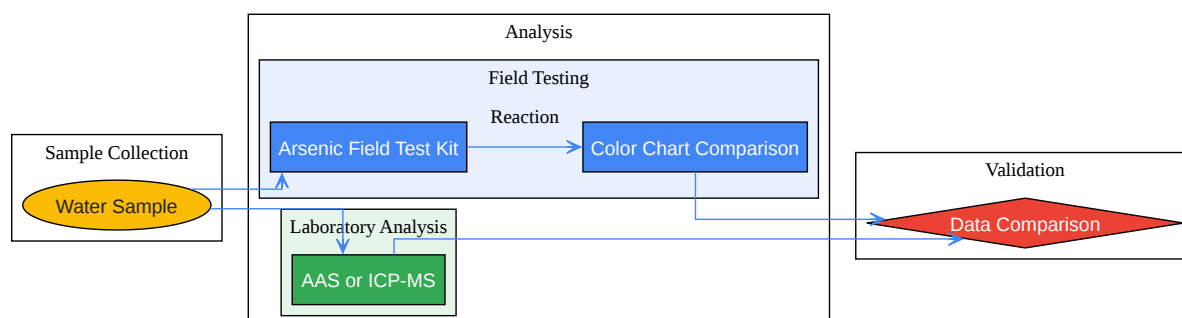 Analysis
Field Testing
Reaction
Arsenic Field Test Kit
Color Chart Comparison
Sample Collection
Water Sample
Laboratory Analysis
AAS or ICP-MS
Validation
Data Comparison